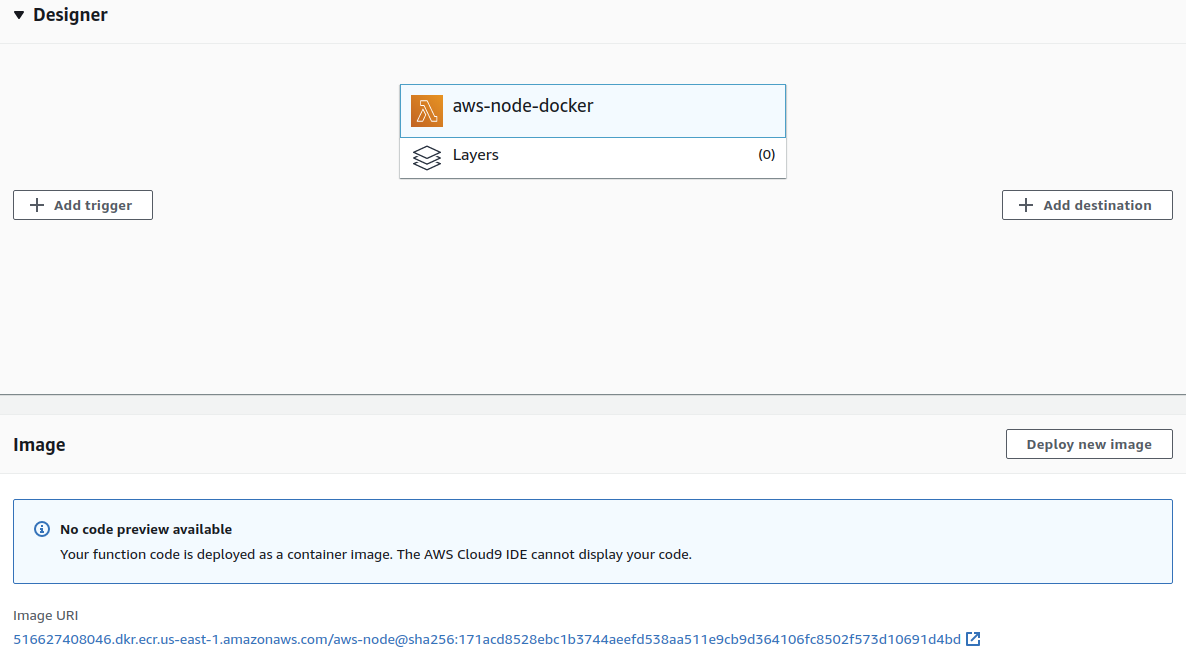 Designer
aws-node-docker
Layers (0)
Add trigger
Add destination
Image
Deploy new image
No code preview available
Your function code is deployed as a container image. The AWS Cloud9 IDE cannot display your code.
Image URI
516627408046.dkr.ecr.us-east-1.amazonaws.com/aws-node@sha256:171acd8528ebc1b3744aeefd538aa511e9cb9d364106fc8502f573d10691d4bd